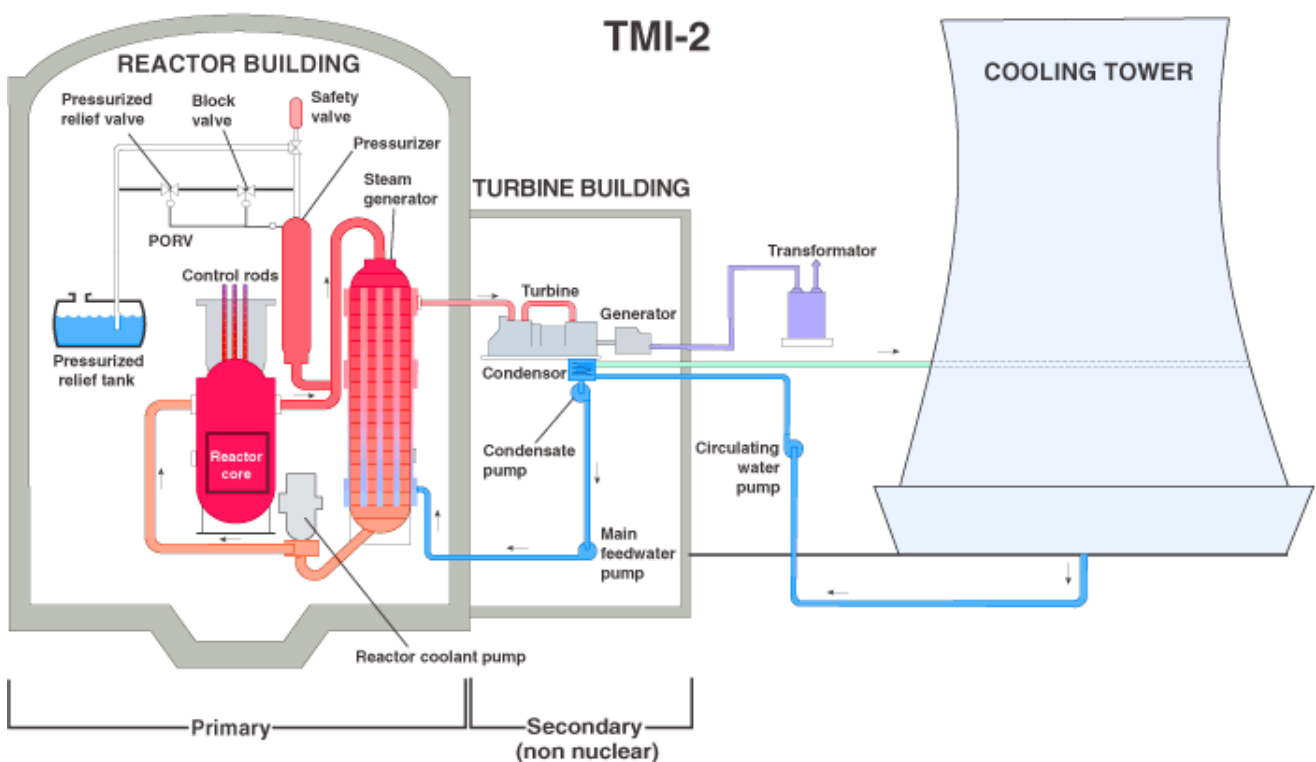 TMI-2
REACTOR BUILDING
COOLING TOWER
Pressurized
relief valve
Block
valve
Safety
valve
Pressurizer
Steam
generator
TURBINE BUILDING
PORV
Control rods
Transformator
Turbine
Generator
Pressurized
relief tank
Condensor
Condensate
pump
Circulating
water
pump
Reactor
core
Main
feedwater
pump
Reactor coolant pump
Primary
Secondary
(non nuclear)